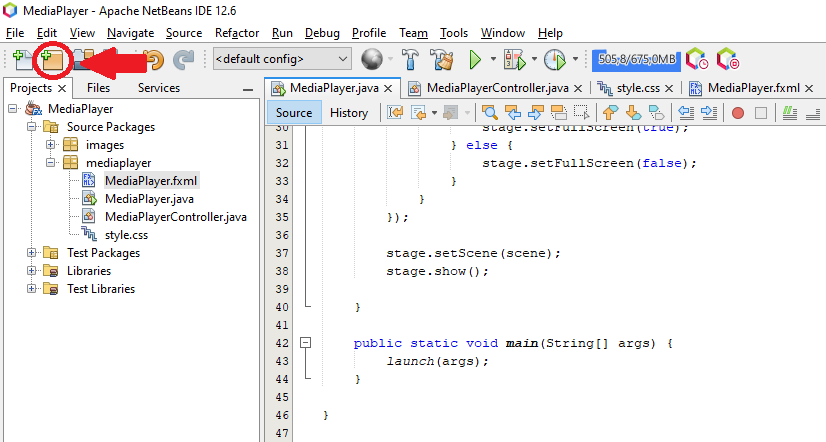 MediaPlayer - Apache NetBeans IDE 12.6
File Edit View Navigate Source Refactor Run Debug Profile Team Tools Window Help
<default config> 505,8/675,0MB
Projects Files Services
MediaPlayer.java MediaPlayerController.java style.css MediaPlayer.fxml
Source History
MediaPlayer
Source Packages
images
mediaplayer
MediaPlayer.fxml
MediaPlayer.java
MediaPlayerController.java
style.css
Test Packages
Libraries
Test Libraries
30 stage.setFullScreen(true);
31 } else {
32 stage.setFullScreen(false);
33 }
34 }
35 });
36
37 stage.setScene(scene);
38 stage.show();
39
40 }
41
42 public static void main(String[] args) {
43 launch(args);
44 }
45
46 }
47